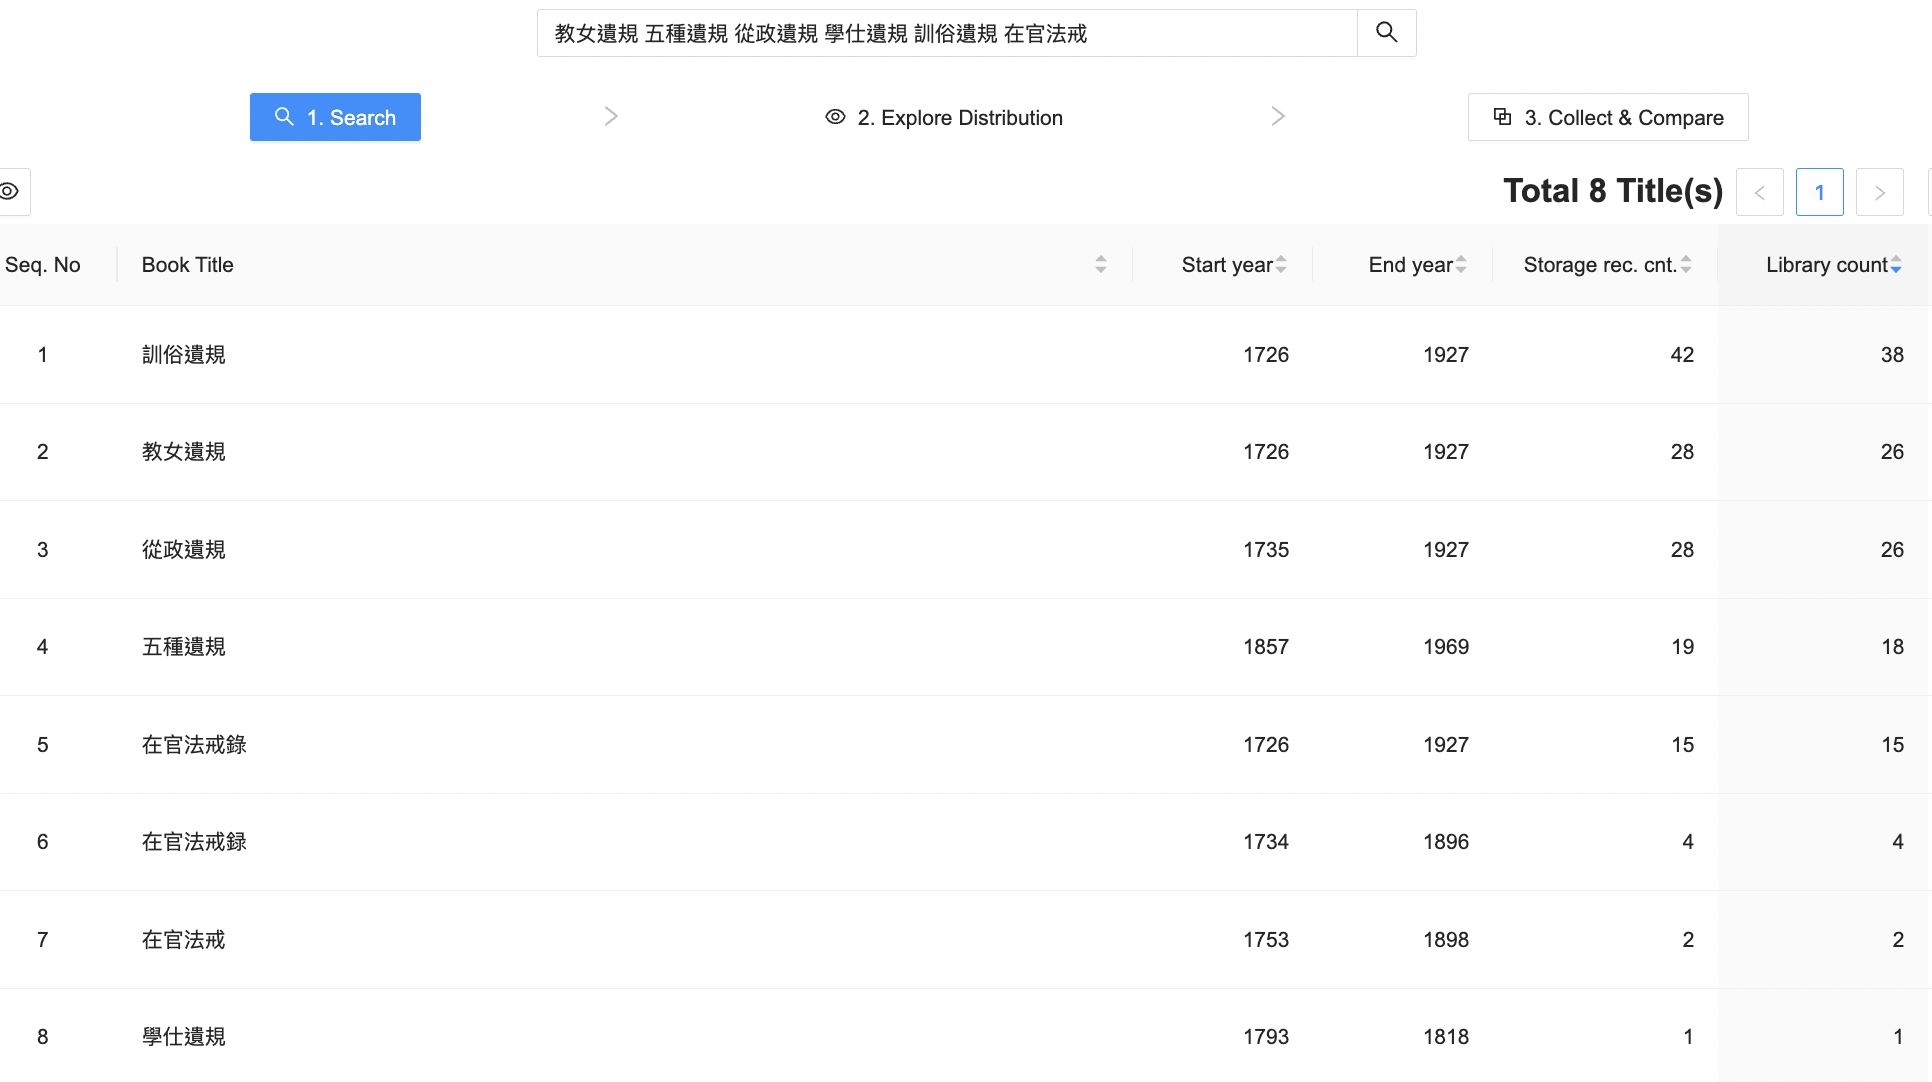 教女遺規 五種遺規 從政遺規 學仕遺規 訓俗遺規 在官法戒
1. Search > 2. Explore Distribution > 3. Collect & Compare
Total 8 Title(s) < 1 >
Seq. No Book Title Start year End year Storage rec. cnt. Library count
1 訓俗遺規 1726 1927 42 38
2 教女遺規 1726 1927 28 26
3 從政遺規 1735 1927 28 26
4 五種遺規 1857 1969 19 18
5 在官法戒錄 1726 1927 15 15
6 在官法戒録 1734 1896 4 4
7 在官法戒 1753 1898 2 2
8 學仕遺規 1793 1818 1 1